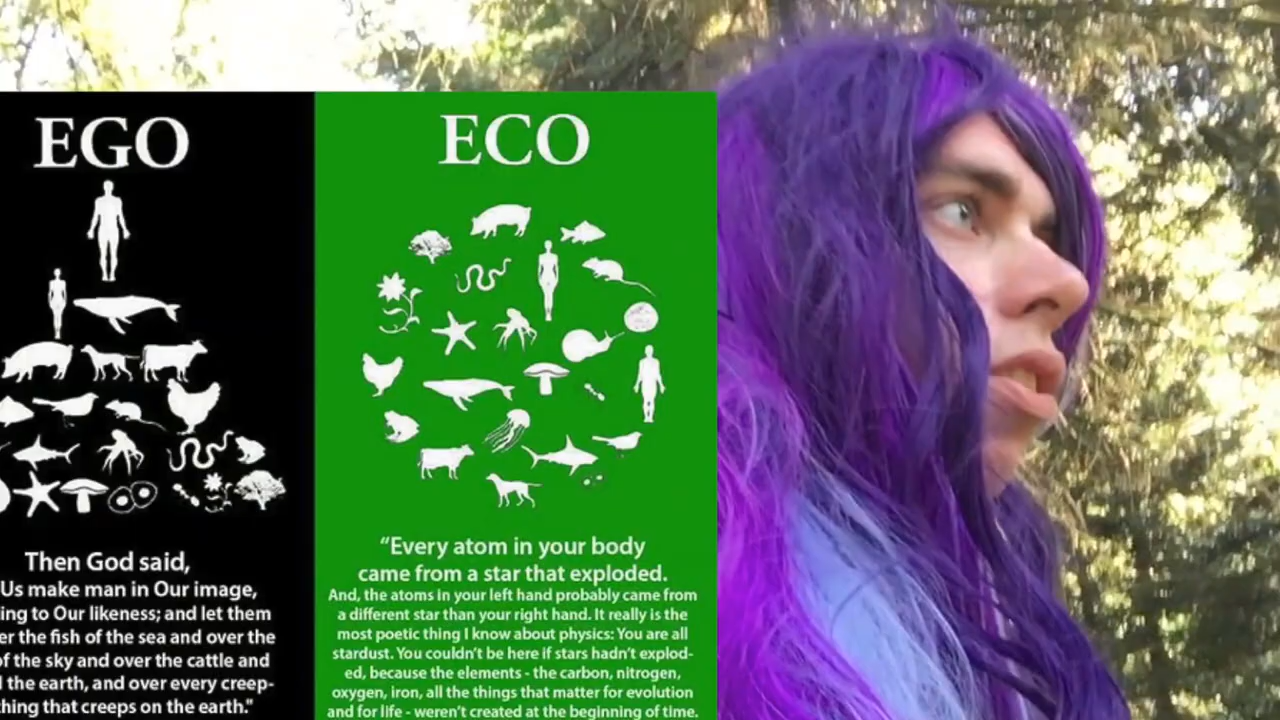 EGO
Then God said,
Us make man in Our image,
to Our likeness; and let them
the fish of the sea and over the
the sky and over the cattle and
the earth, and over every creep-
that creeps on the earth."
ECO
“Every atom in your body
came from a star that exploded.
And, the atoms in your left hand probably came from
a different star than your right hand. It really is the
most poetic thing I know about physics: You are all
stardust. You couldn’t be here if stars hadn’t explod-
ed, because the elements - the carbon, nitrogen,
oxygen, iron, all the things that matter for evolution
and for life - weren’t created at the beginning of time.